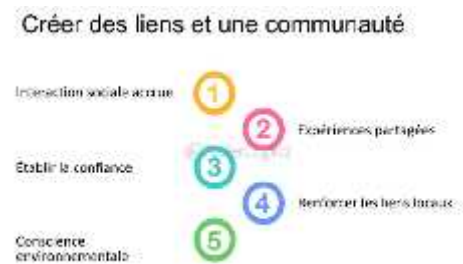 Créer des liens et une communauté
Interaction sociale accrue
1
2
Expériences partagées
3
Établir la confiance
4
Renforcer les liens locaux
5
Conscience
environnementale